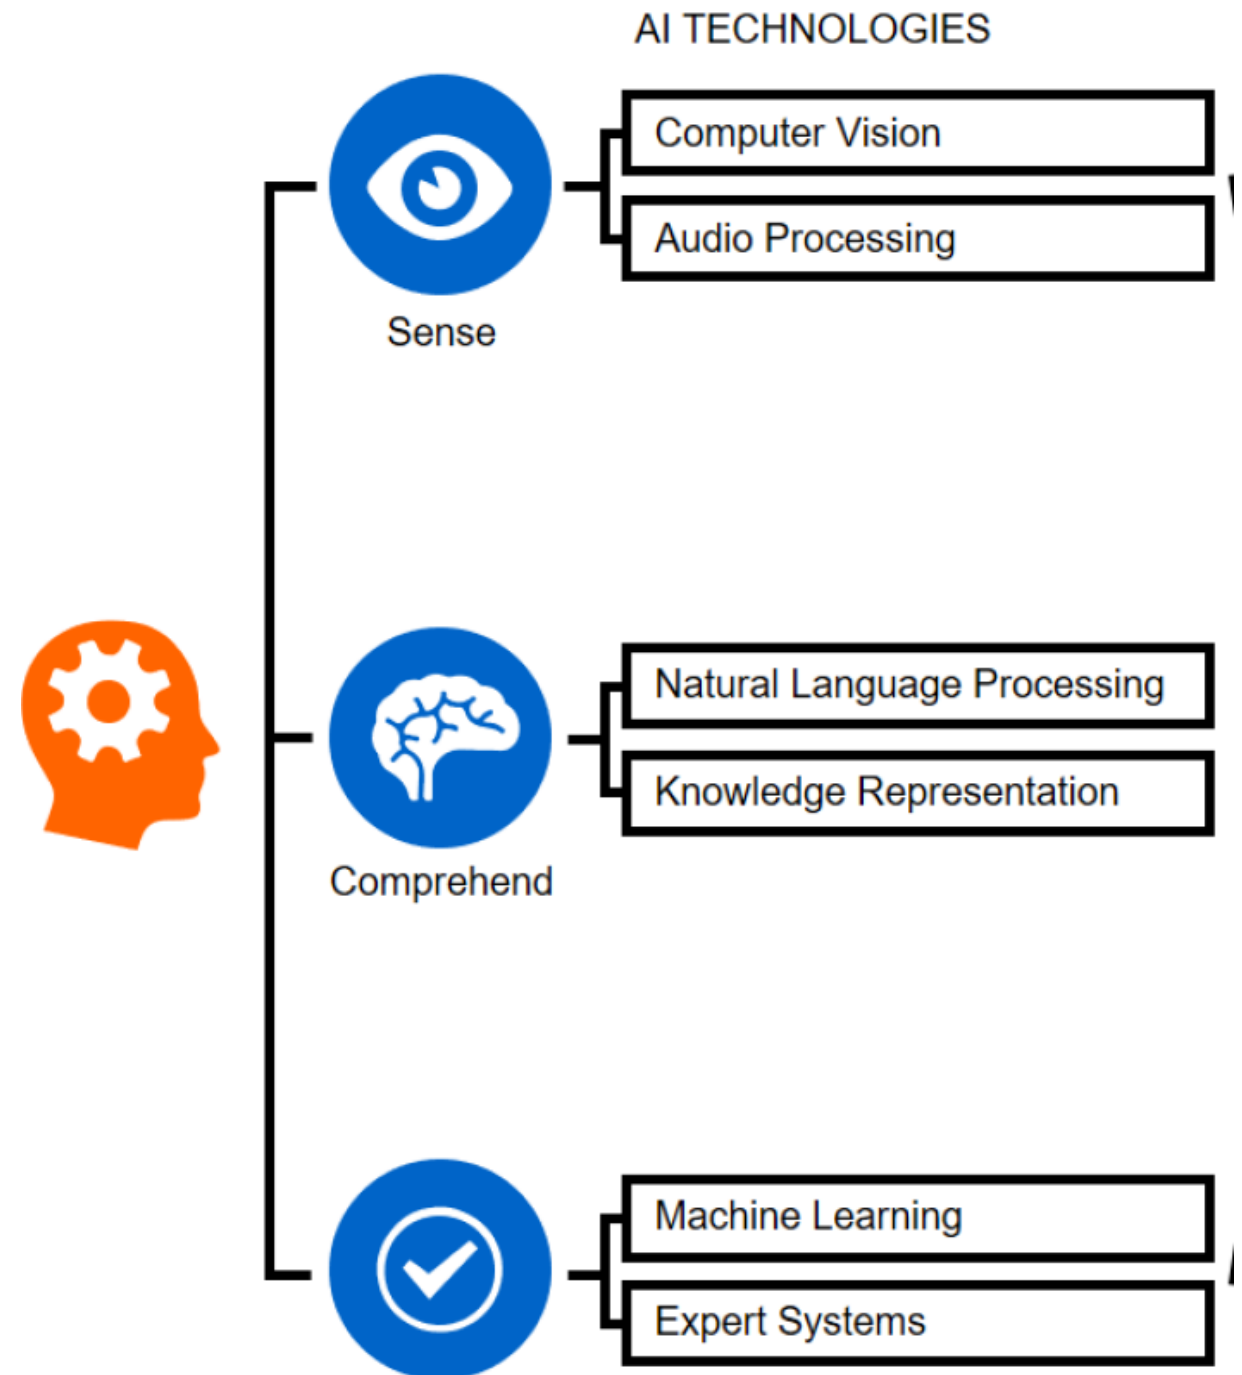 AI TECHNOLOGIES
Computer Vision
Audio Processing
Sense
Natural Language Processing
Knowledge Representation
Comprehend
Machine Learning
Expert Systems